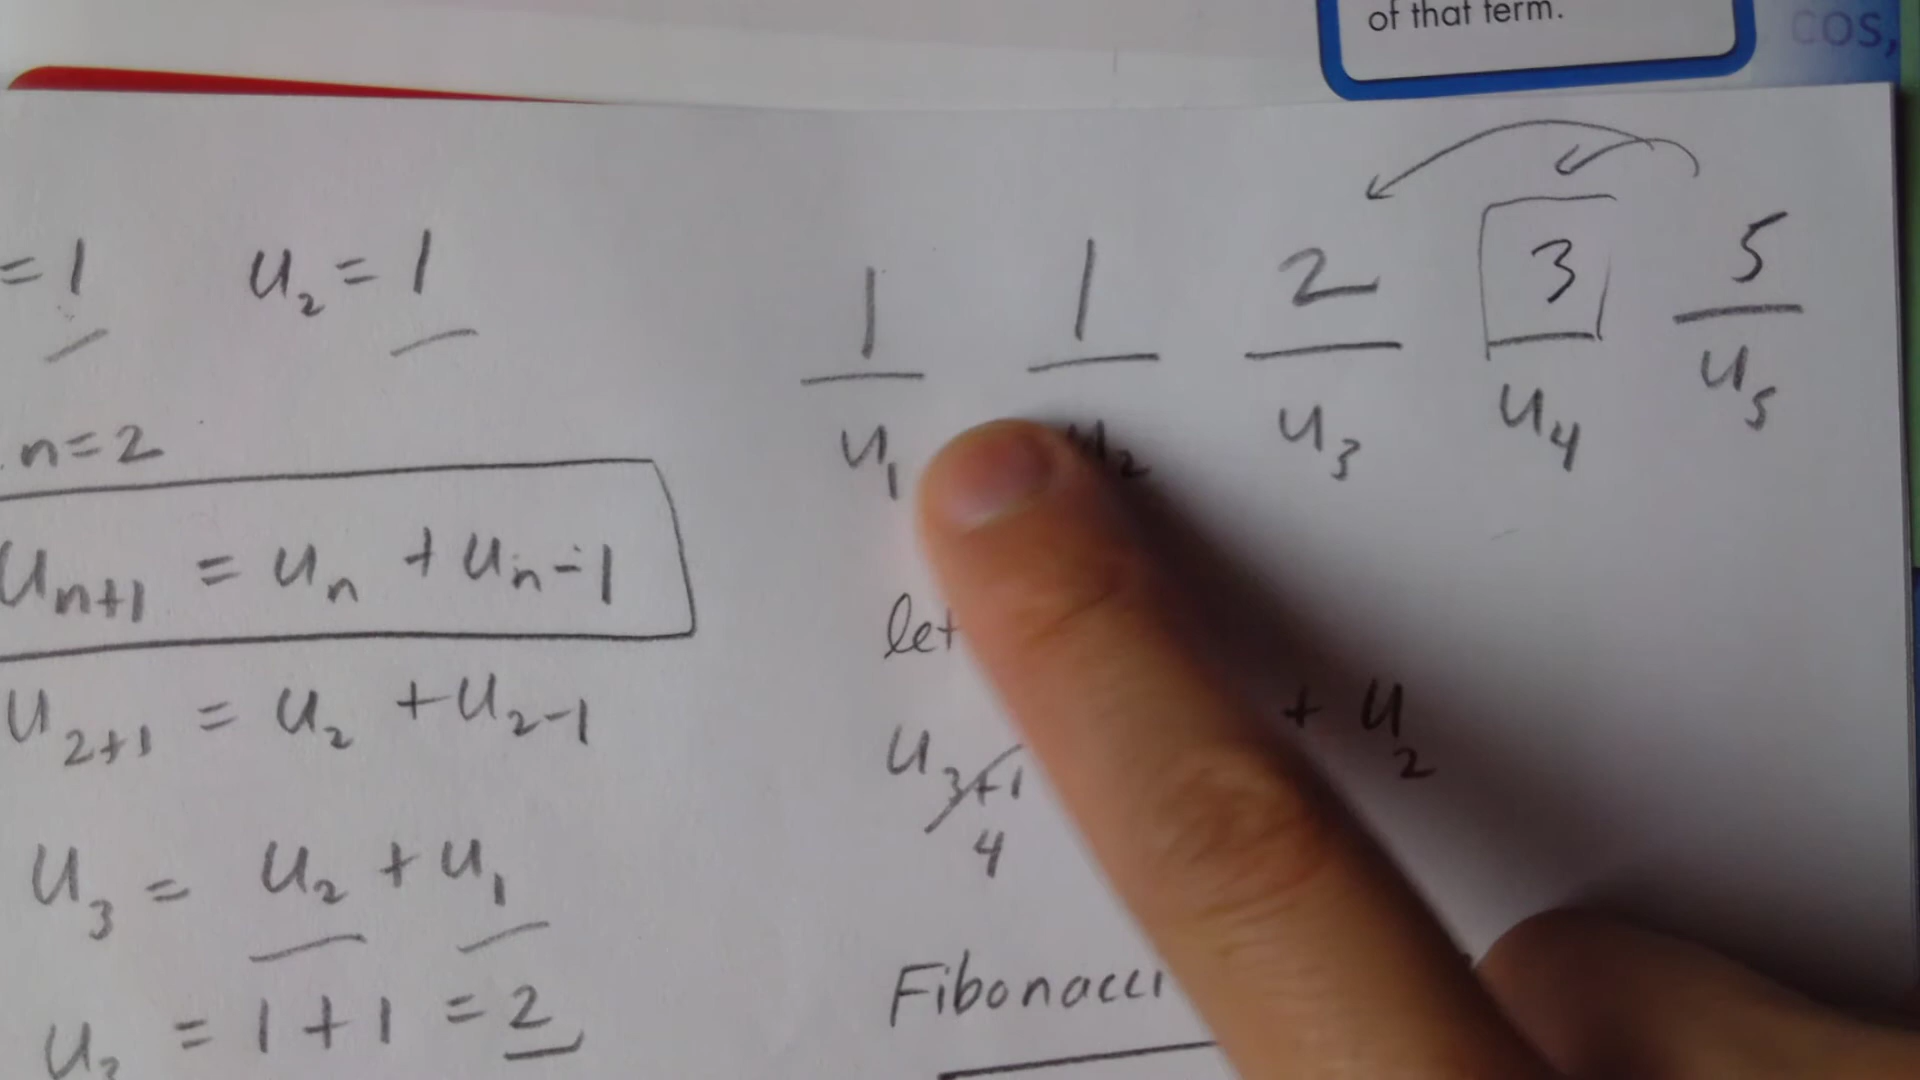 of that term.
cos,
= 1 u₂ = 1
n=2
uₙ₊₁ = uₙ + uₙ₋₁
u₂₊₁ = u₂ + u₂₋₁
u₃ = u₂ + u₁
= 1 + 1 = 2
1 1 2 3 5
u₁ u₂ u₃ u₄ u₅
let
u₃₊₁ + u₂
4
Fibonacci